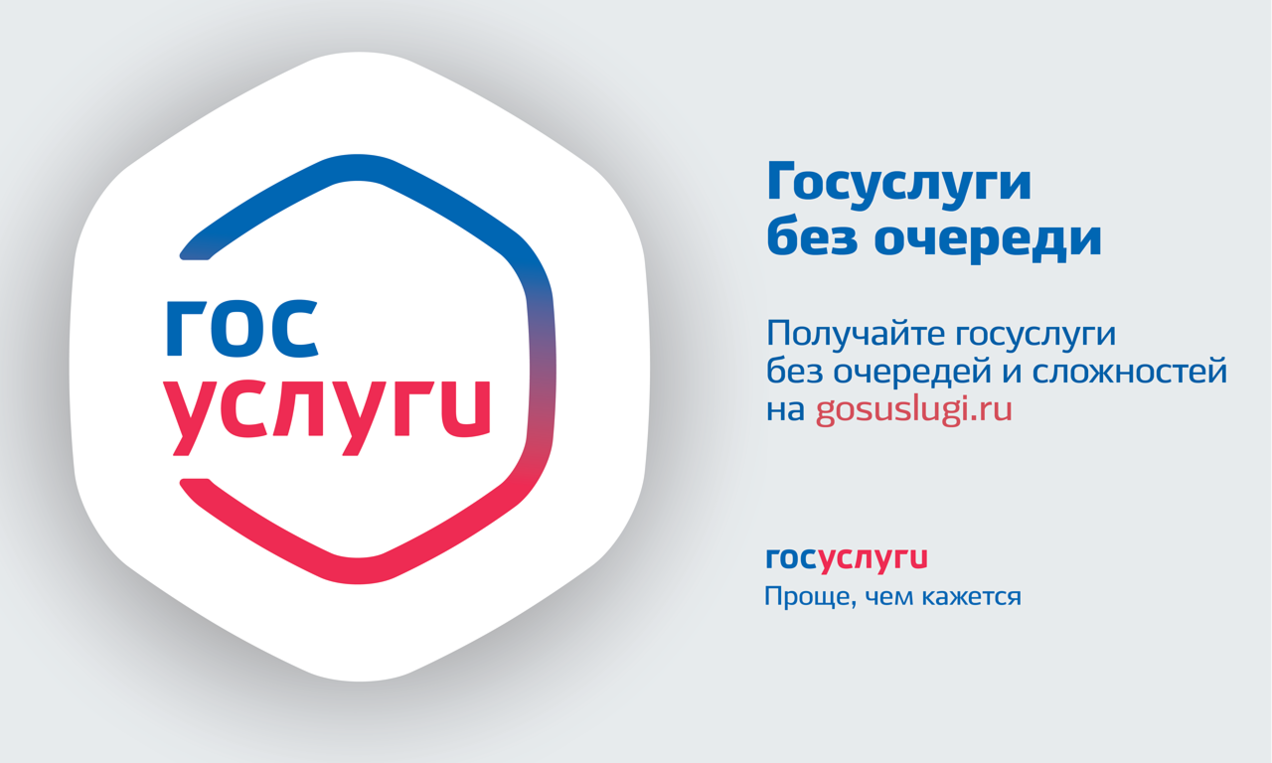 гос
услуги
Госуслуги
без очереди
Получайте госуслуги
без очередей и сложностей
на gosuslugi.ru
госуслуги
Проще, чем кажется